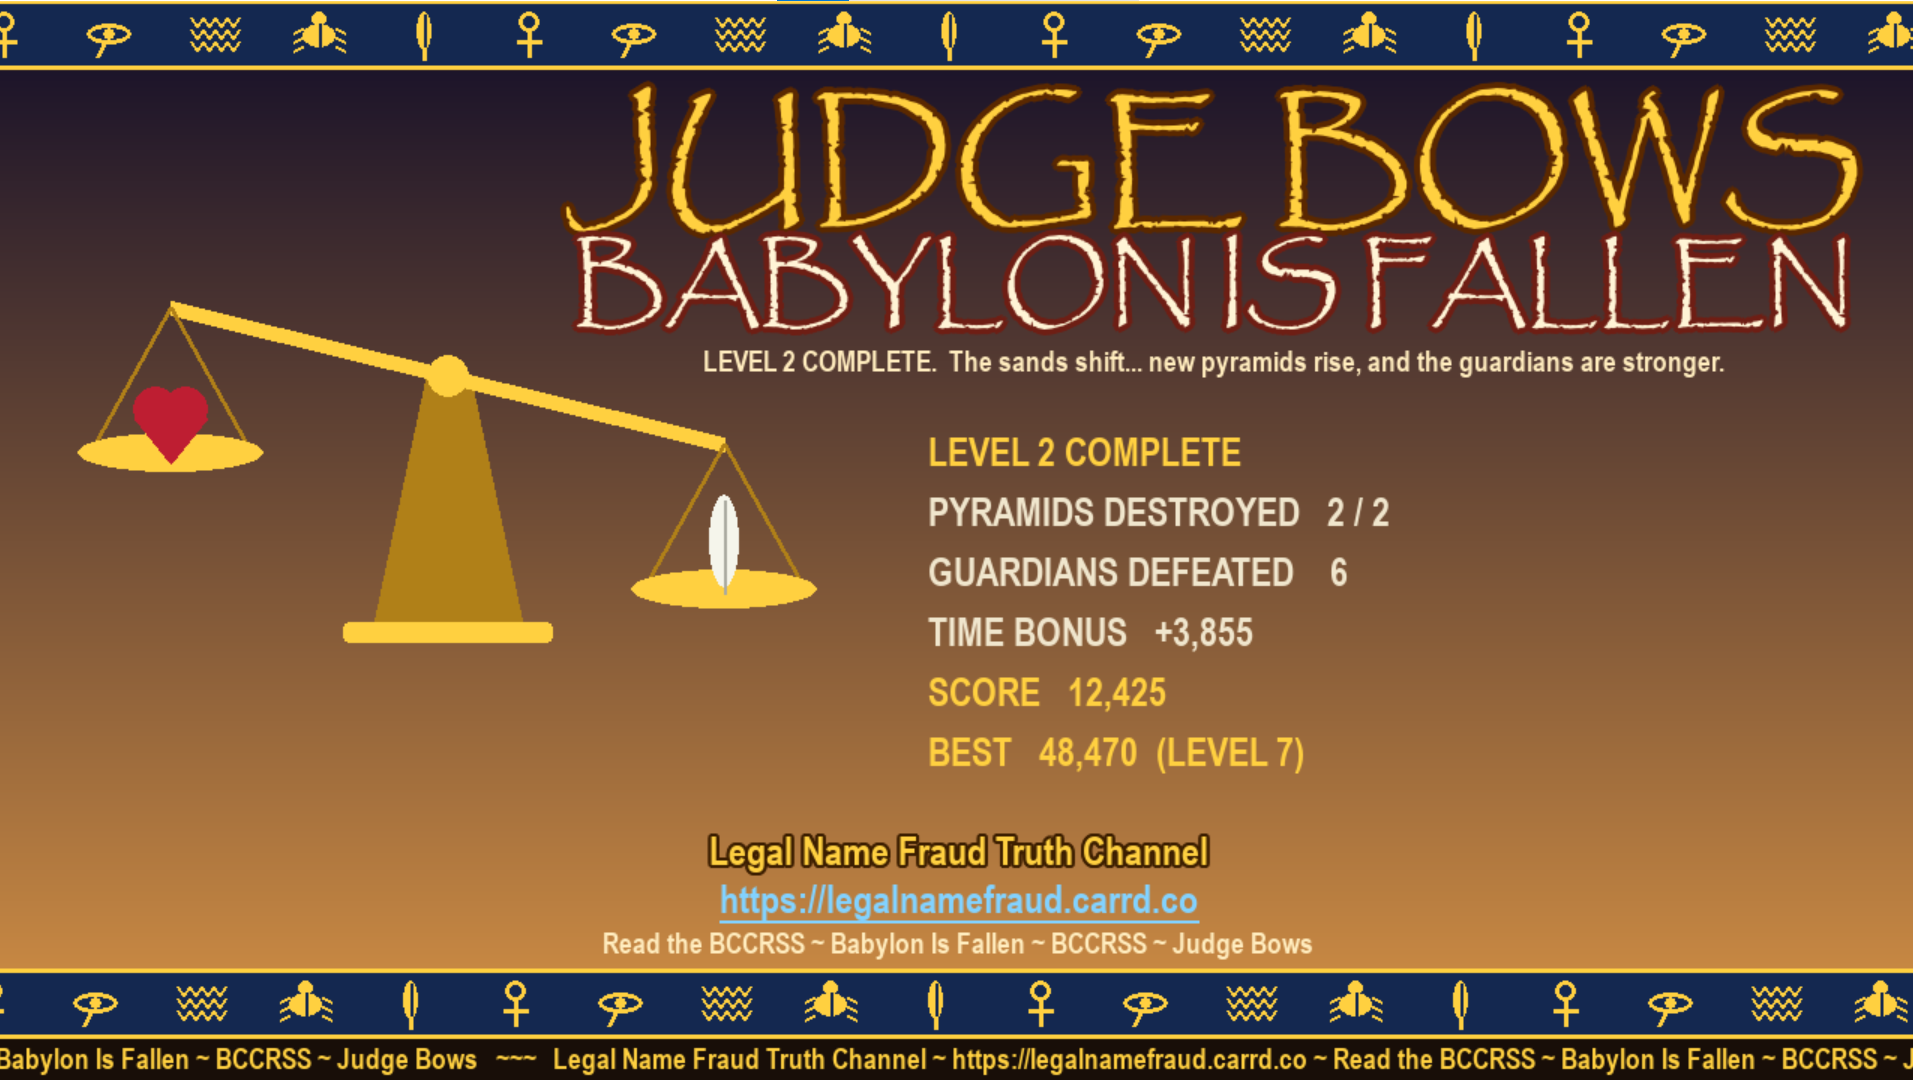 JUDGE BOWS
BABYLON IS FALLEN
LEVEL 2 COMPLETE.  The sands shift... new pyramids rise, and the guardians are stronger.
LEVEL 2 COMPLETE
PYRAMIDS DESTROYED   2 / 2
GUARDIANS DEFEATED   6
TIME BONUS   +3,855
SCORE   12,425
BEST   48,470  (LEVEL 7)
Legal Name Fraud Truth Channel
https://legalnamefraud.carrd.co
Read the BCCRSS ~ Babylon Is Fallen ~ BCCRSS ~ Judge Bows
Babylon Is Fallen ~ BCCRSS ~ Judge Bows   ~~~   Legal Name Fraud Truth Channel ~ https://legalnamefraud.carrd.co ~ Read the BCCRSS ~ Babylon Is Fallen ~ BCCRSS ~ J